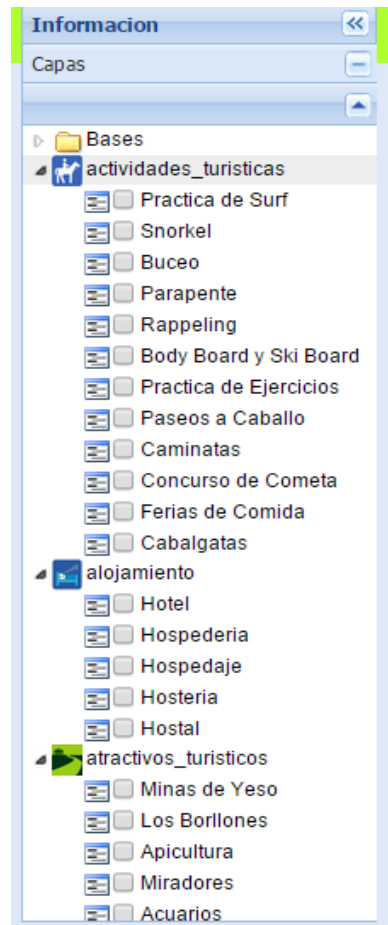 Informacion
Capas
Bases
actividades_turisticas
Practica de Surf
Snorkel
Buceo
Parapente
Rappeling
Body Board y Ski Board
Practica de Ejercicios
Paseos a Caballo
Caminatas
Concurso de Cometa
Ferias de Comida
Cabalgatas
alojamiento
Hotel
Hospederia
Hospedaje
Hosteria
Hostal
atractivos_turisticos
Minas de Yeso
Los Borllones
Apicultura
Miradores
Acuarios